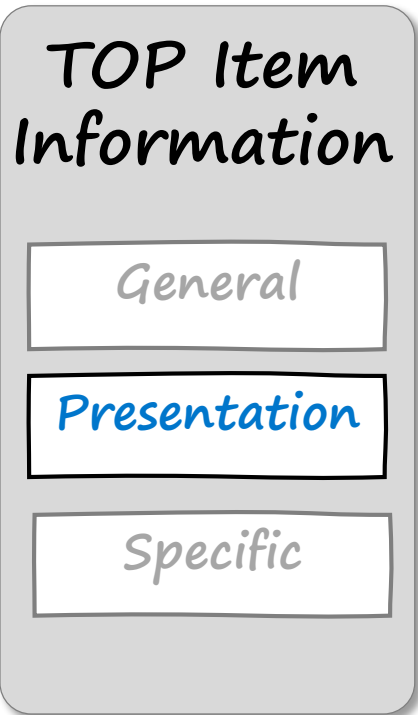 TOP Item
Information
General
Presentation
Specific